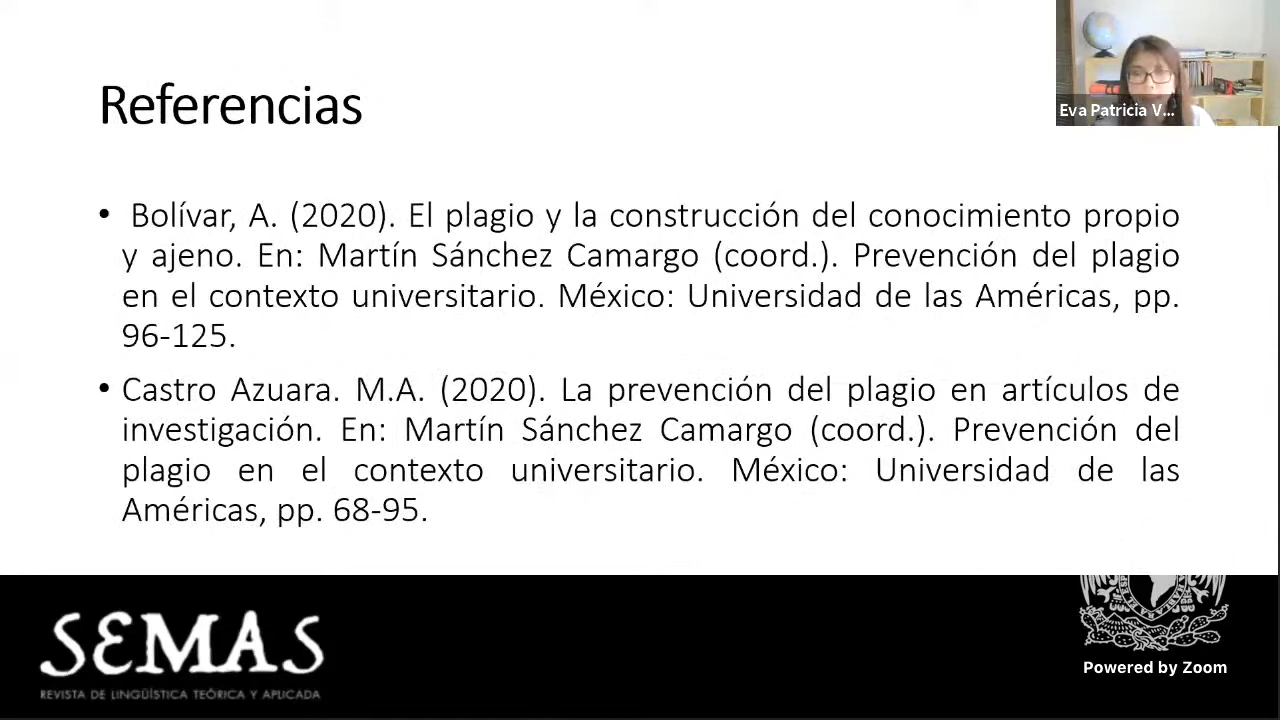 Referencias
Eva Patricia V...
• Bolívar, A. (2020). El plagio y la construcción del conocimiento propio
y ajeno. En: Martín Sánchez Camargo (coord.). Prevención del plagio
en el contexto universitario. México: Universidad de las Américas, pp.
96-125.
• Castro Azuara. M.A. (2020). La prevención del plagio en artículos de
investigación. En: Martín Sánchez Camargo (coord.). Prevención del
plagio en el contexto universitario. México: Universidad de las
Américas, pp. 68-95.
SEMAS
REVISTA DE LINGÜÍSTICA TEÓRICA Y APLICADA
Powered by Zoom